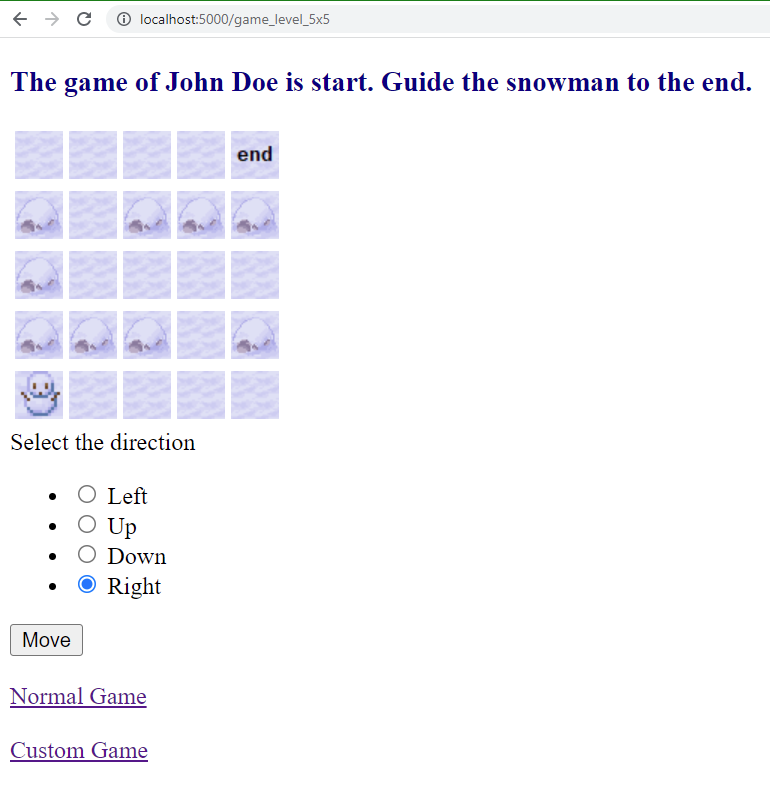 localhost:5000/game_level_5x5
The game of John Doe is start. Guide the snowman to the end.
end
Select the direction
Left
Up
Down
Right
Move
Normal Game
Custom Game